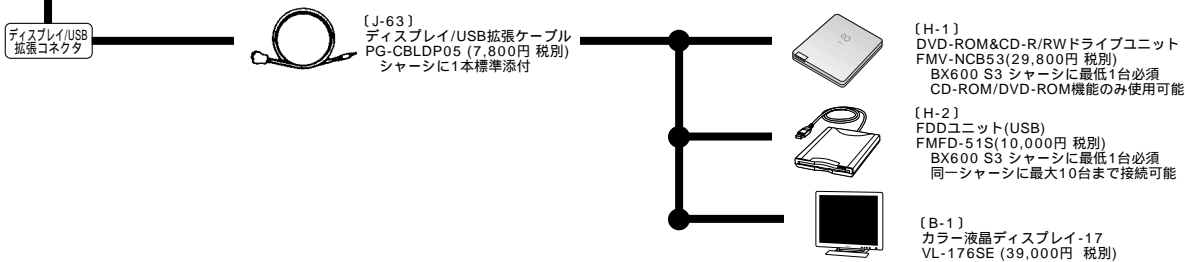 ディスプレイ/USB
拡張コネクタ
〔J-63〕
ディスプレイ/USB拡張ケーブル
PG-CBLDP05 (7,800円 税別)
シャーシに1本標準添付
〔H-1〕
DVD-ROM&CD-R/RWドライブユニット
FMV-NCB53(29,800円 税別)
BX600 S3 シャーシに最低1台必須
CD-ROM/DVD-ROM機能のみ使用可能
〔H-2〕
FDDユニット(USB)
FMFD-51S(10,000円 税別)
BX600 S3 シャーシに最低1台必須
同一シャーシに最大10台まで接続可能
〔B-1〕
カラー液晶ディスプレイ-17
VL-176SE (39,000円 税別)